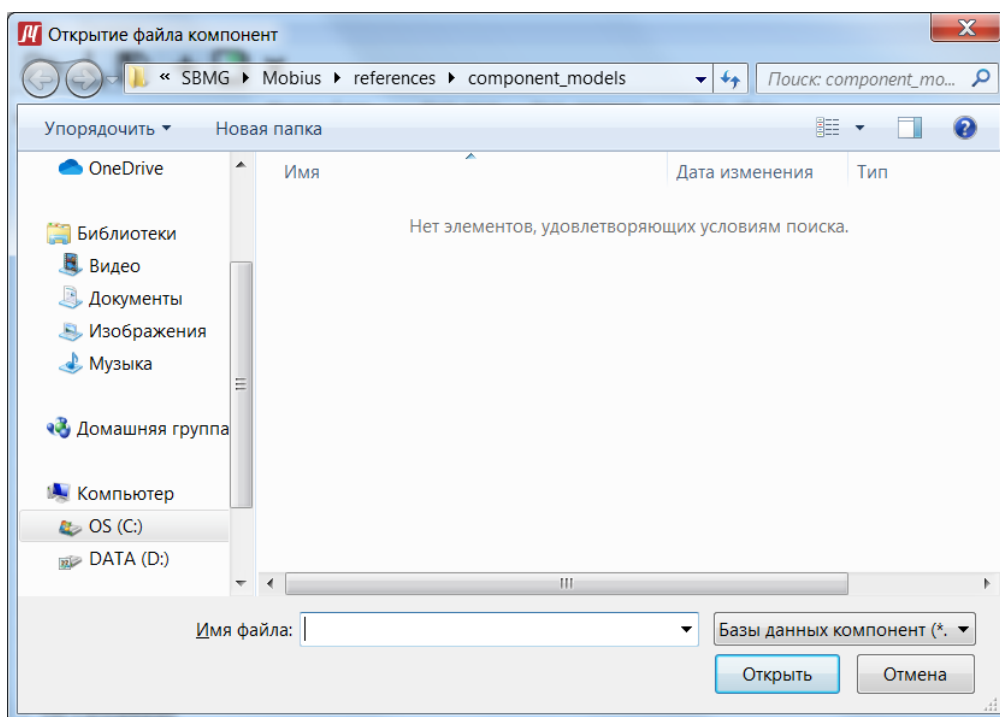 Открытие файла компонент
« SBMG Mobius references component_models
Поиск: component_mo...
Упорядочить Новая папка
OneDrive
Имя Дата изменения Тип
Нет элементов, удовлетворяющих условиям поиска.
Библиотеки
Видео
Документы
Изображения
Музыка
Домашняя группа
Компьютер
OS (C:)
DATA (D:)
Имя файла:
Базы данных компонент (*.
Открыть Отмена